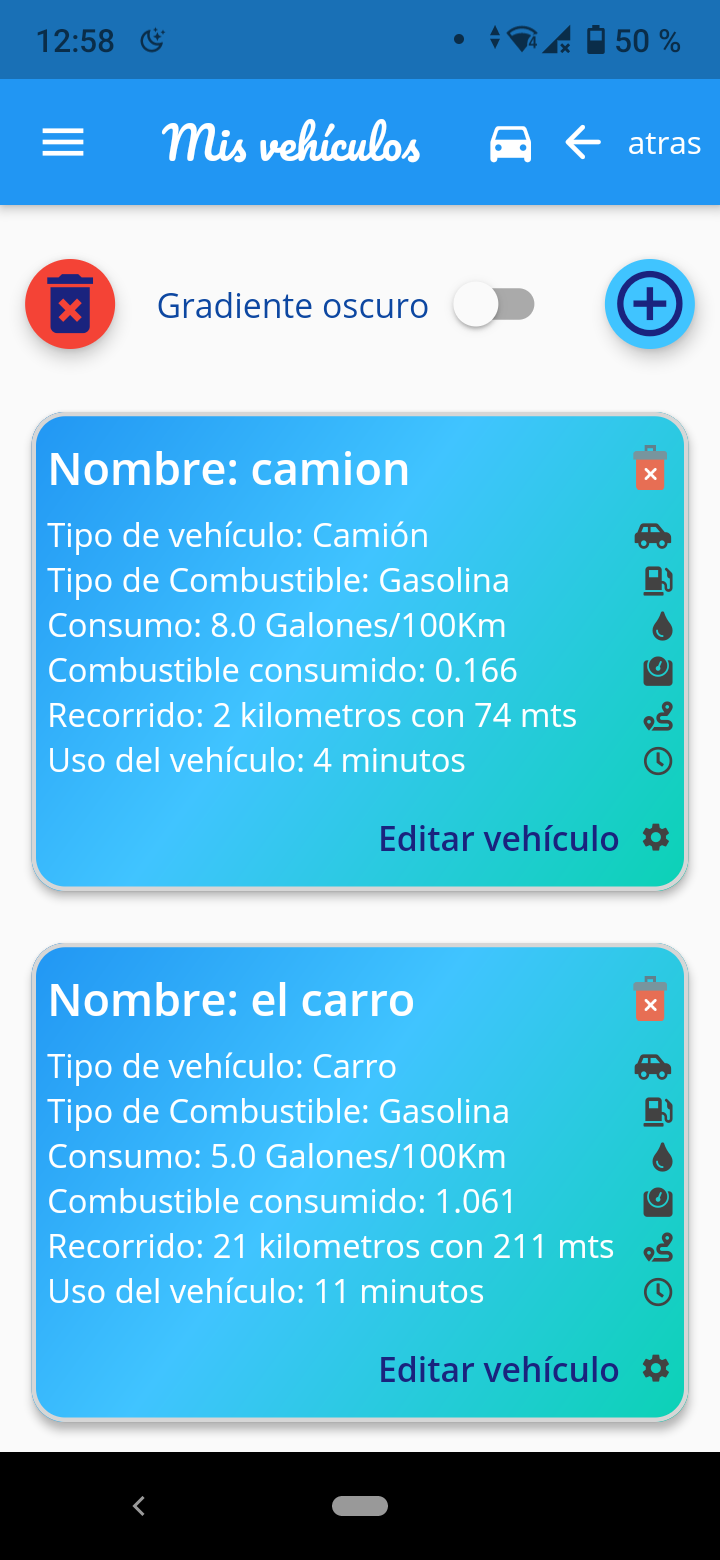 12:58
4
50 %
Mis vehículos
atras
Gradiente oscuro
Nombre: camion
Tipo de vehículo: Camión
Tipo de Combustible: Gasolina
Consumo: 8.0 Galones/100Km
Combustible consumido: 0.166
Recorrido: 2 kilometros con 74 mts
Uso del vehículo: 4 minutos
Editar vehículo
Nombre: el carro
Tipo de vehículo: Carro
Tipo de Combustible: Gasolina
Consumo: 5.0 Galones/100Km
Combustible consumido: 1.061
Recorrido: 21 kilometros con 211 mts
Uso del vehículo: 11 minutos
Editar vehículo